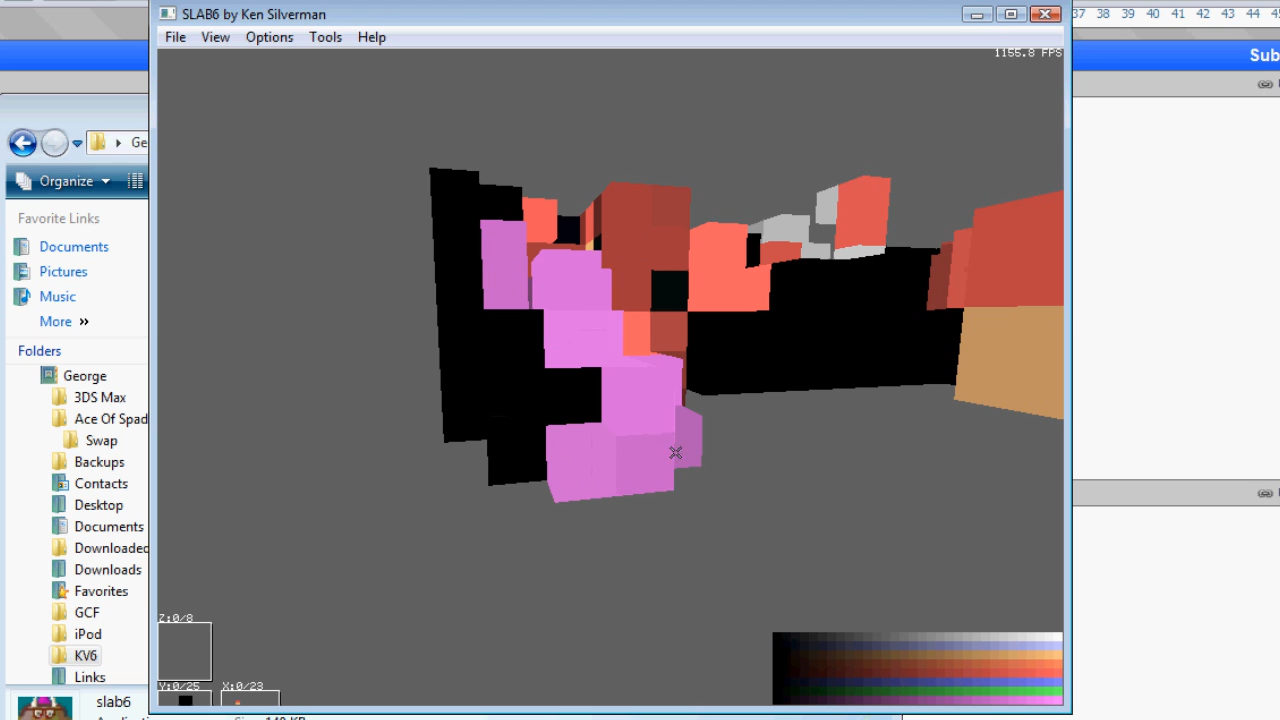 SLAB6 by Ken Silverman
37 38 39 40 41 42 43 44
File View Options Tools Help
1155.8 FPS
Sub
Ge
Organize
Favorite Links
Documents
Pictures
Music
More
Folders
George
3DS Max
Ace Of Spad
Swap
Backups
Contacts
Desktop
Documents
Downloaded
Downloads
Favorites
GCF
iPod
KV6
Links
Z:0/8
Y:0/25 X:0/23
slab6